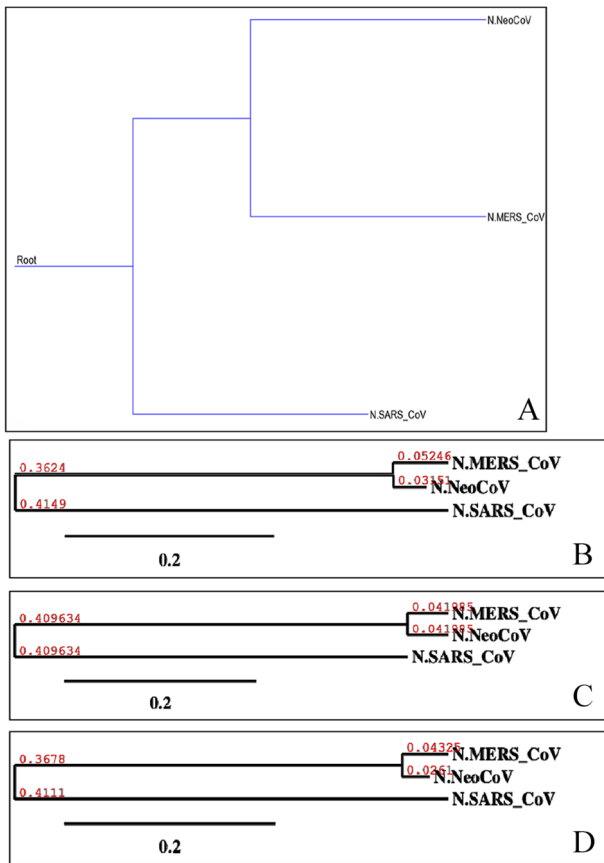 N.NeoCoV
N.MERS_CoV
Root
N.SARS_CoV
A
0.05246
0.3624
N.MERS_CoV
0.03151
N.NeoCoV
0.4149
N.SARS_CoV
0.2
B
0.041985
0.409634
N.MERS_CoV
0.041985
N.NeoCoV
0.409634
N.SARS_CoV
0.2
C
0.04325
0.3678
N.MERS_CoV
0.0261
N.NeoCoV
0.4111
N.SARS_CoV
0.2
D